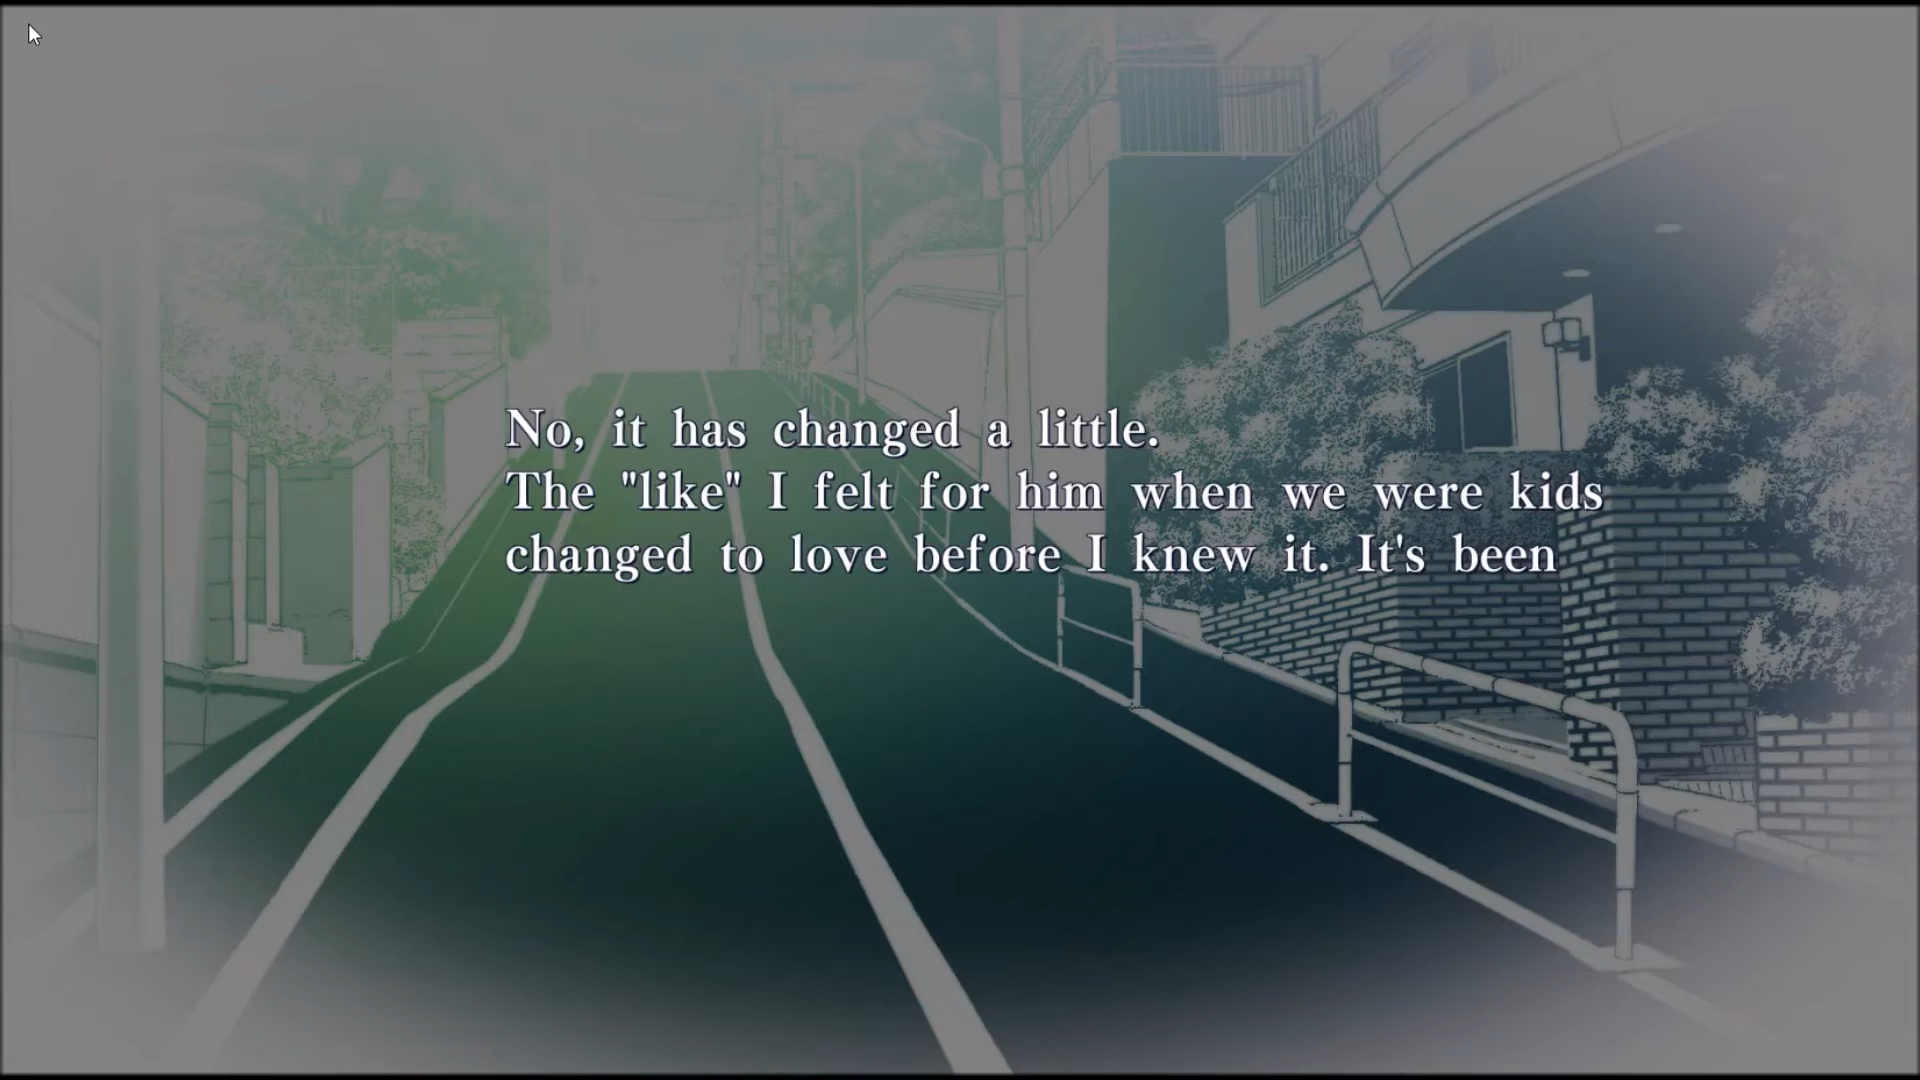 No, it has changed a little.
The "like" I felt for him when we were kids
changed to love before I knew it. It's been